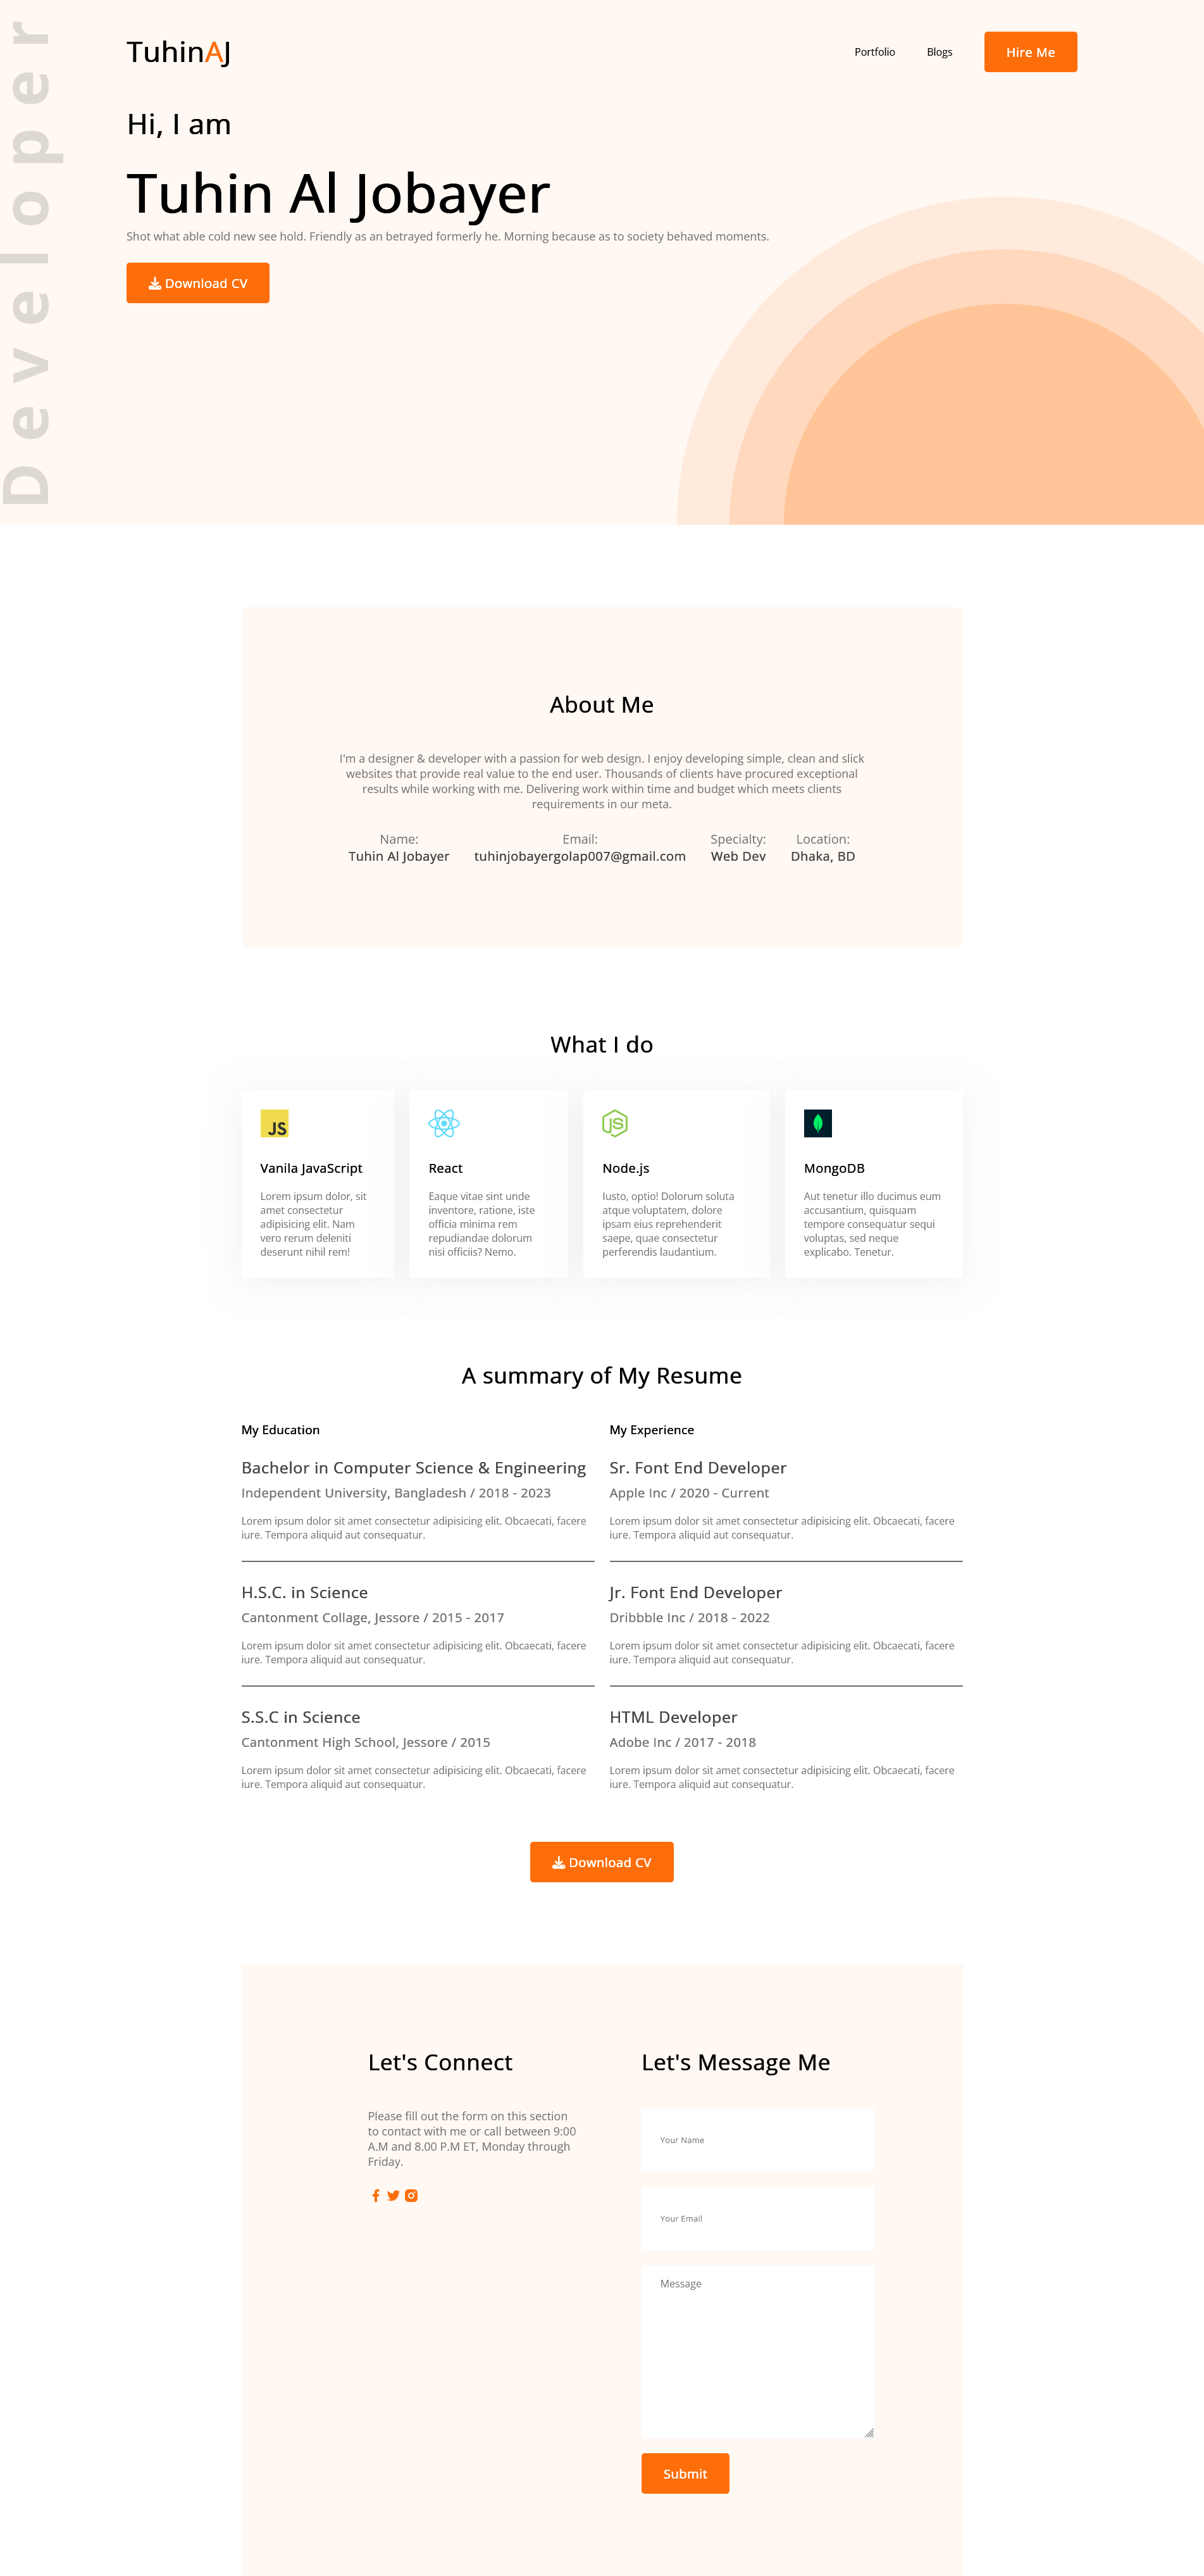 Developer
TuhinAJ
Portfolio
Blogs
Hire Me
Hi, I am
Tuhin Al Jobayer
Shot what able cold new see hold. Friendly as an betrayed formerly he. Morning because as to society behaved moments.
Download CV
About Me
I'm a designer & developer with a passion for web design. I enjoy developing simple, clean and slick
websites that provide real value to the end user. Thousands of clients have procured exceptional
results while working with me. Delivering work within time and budget which meets clients
requirements in our meta.
Name:
Tuhin Al Jobayer
Email:
tuhinjobayergolap007@gmail.com
Specialty:
Web Dev
Location:
Dhaka, BD
What I do
JS
Vanila JavaScript
Lorem ipsum dolor, sit
amet consectetur
adipisicing elit. Nam
vero rerum deleniti
deserunt nihil rem!
React
Eaque vitae sint unde
inventore, ratione, iste
officia minima rem
repudiandae dolorum
nisi officiis? Nemo.
JS
Node.js
Iusto, optio! Dolorum soluta
atque voluptatem, dolore
ipsam eius reprehenderit
saepe, quae consectetur
perferendis laudantium.
MongoDB
Aut tenetur illo ducimus eum
accusantium, quisquam
tempore consequatur sequi
voluptas, sed neque
explicabo. Tenetur.
A summary of My Resume
My Education
Bachelor in Computer Science & Engineering
Independent University, Bangladesh / 2018 - 2023
Lorem ipsum dolor sit amet consectetur adipisicing elit. Obcaecati, facere
iure. Tempora aliquid aut consequatur.
H.S.C. in Science
Cantonment Collage, Jessore / 2015 - 2017
Lorem ipsum dolor sit amet consectetur adipisicing elit. Obcaecati, facere
iure. Tempora aliquid aut consequatur.
S.S.C in Science
Cantonment High School, Jessore / 2015
Lorem ipsum dolor sit amet consectetur adipisicing elit. Obcaecati, facere
iure. Tempora aliquid aut consequatur.
My Experience
Sr. Font End Developer
Apple Inc / 2020 - Current
Lorem ipsum dolor sit amet consectetur adipisicing elit. Obcaecati, facere
iure. Tempora aliquid aut consequatur.
Jr. Font End Developer
Dribbble Inc / 2018 - 2022
Lorem ipsum dolor sit amet consectetur adipisicing elit. Obcaecati, facere
iure. Tempora aliquid aut consequatur.
HTML Developer
Adobe Inc / 2017 - 2018
Lorem ipsum dolor sit amet consectetur adipisicing elit. Obcaecati, facere
iure. Tempora aliquid aut consequatur.
Download CV
Let's Connect
Please fill out the form on this section
to contact with me or call between 9:00
A.M and 8.00 P.M ET, Monday through
Friday.
Let's Message Me
Your Name
Your Email
Message
Submit